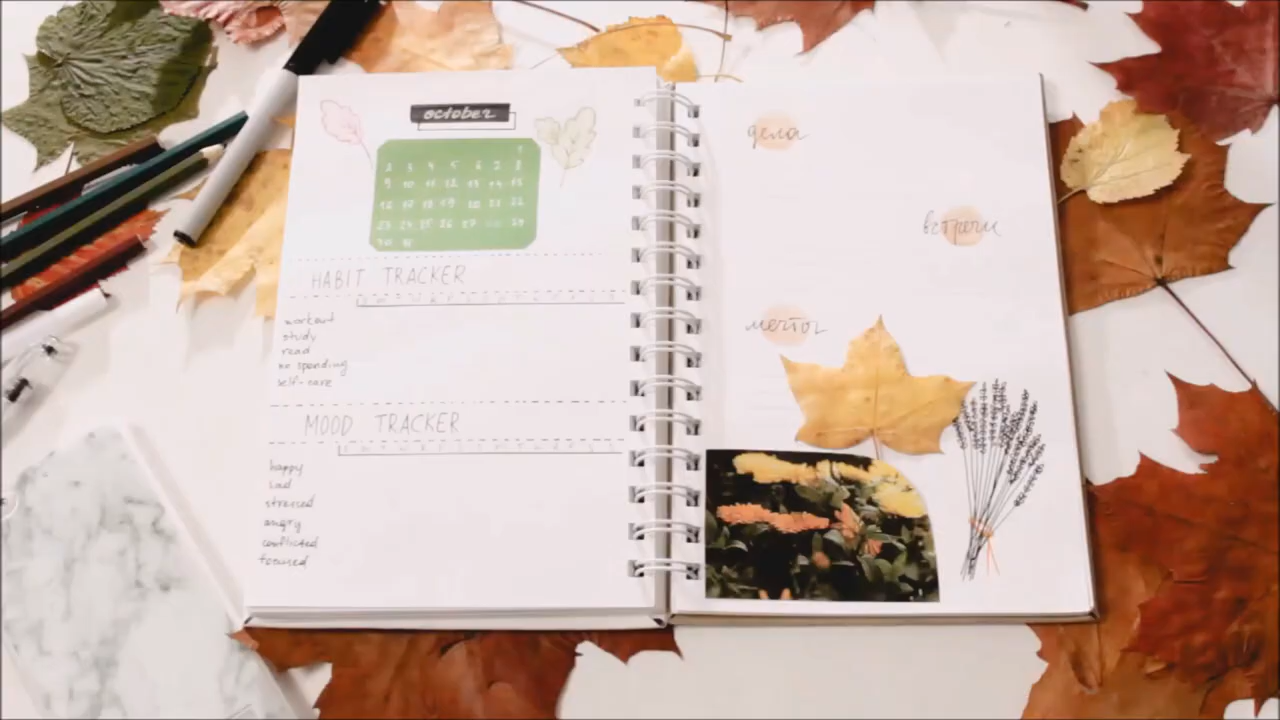 october
1
2 3 4 5 6 7 8
9 10 11 12 13 14 15
16 17 18 19 20 21 22
23 24 25 26 27 28 29
30 31
HABIT TRACKER
workout
study
read
no spending
self-care
MOOD TRACKER
happy
sad
stressed
angry
conflicted
focused
дела
встречи
мечты